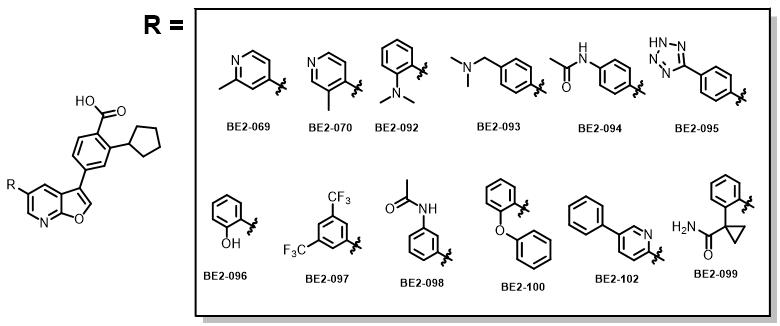 R =
N
N
N
N
N
H
N
O
HN
N
N
N
BE2-069
BE2-070
BE2-092
BE2-093
BE2-094
BE2-095
HO
O
R
N
O
OH
BE2-096
CF3
F3C
BE2-097
O
NH
BE2-098
O
BE2-100
N
BE2-102
H2N
O
BE2-099